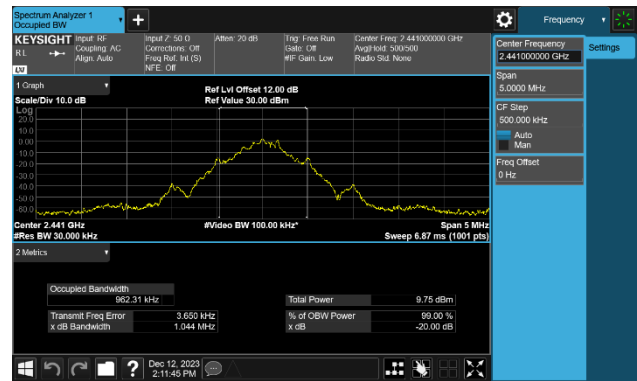 Spectrum Analyzer 1
Occupied BW
Frequency
KEYSIGHT
RL
Input: RF
Coupling: AC
Align: Auto
Input Z: 50 Ω
Corrections: Off
Freq Ref: Int (S)
NFE: Off
Atten: 20 dB
Trig: Free Run
Gate: Off
#IF Gain: Low
Center Freq: 2.441000000 GHz
Avg|Hold: 500/500
Radio Std: None
LXI
Center Frequency
2.441000000 GHz
Settings
Span
5.0000 MHz
CF Step
500.000 kHz
Auto
Man
Freq Offset
0 Hz
1 Graph
Scale/Div 10.0 dB
Ref Lvl Offset 12.00 dB
Ref Value 30.00 dBm
Log
20.0
10.0
0.00
-10.0
-20.0
-30.0
-40.0
-50.0
-60.0
Center 2.441 GHz
#Res BW 30.000 kHz
#Video BW 100.00 kHz*
Span 5 MHz
Sweep 6.87 ms (1001 pts)
2 Metrics
Occupied Bandwidth
962.31 kHz
Total Power 9.75 dBm
Transmit Freq Error 3.650 kHz
% of OBW Power 99.00 %
x dB Bandwidth 1.044 MHz
x dB -20.00 dB
?
Dec 12, 2023
2:11:45 PM